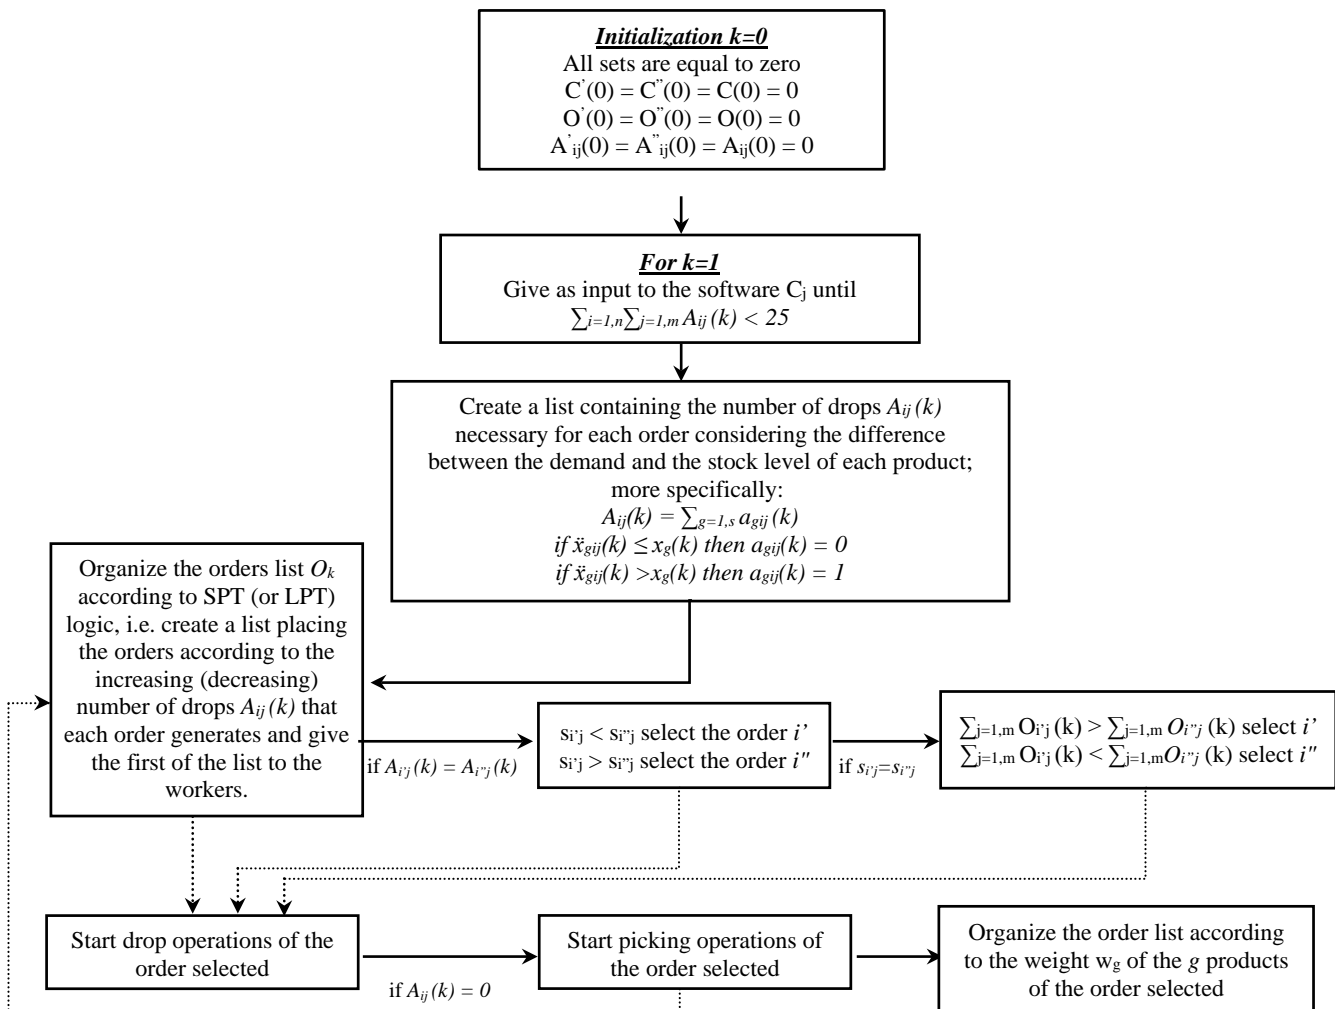 Initialization k=0
All sets are equal to zero
C'(0) = C"(0) = C(0) = 0
O'(0) = O"(0) = O(0) = 0
A'ij(0) = A"ij(0) = Aij(0) = 0
For k=1
Give as input to the software Cj until
∑i=1,n∑j=1,m Aij(k) < 25
Create a list containing the number of drops Aij(k)
necessary for each order considering the difference
between the demand and the stock level of each product;
more specifically:
Aij(k) = ∑g=1,s agij(k)
if ẍgij(k) ≤ xg(k) then agij(k) = 0
if ẍgij(k) >xg(k) then agij(k) = 1
Organize the orders list Ok
according to SPT (or LPT)
logic, i.e. create a list placing
the orders according to the
increasing (decreasing)
number of drops Aij(k) that
each order generates and give
the first of the list to the
workers.
if Ai'j(k) = Ai"j(k)
si'j < si"j select the order i'
si'j > si"j select the order i"
if si'j=si"j
∑j=1,m Oi'j(k) > ∑j=1,m Oi"j(k) select i'
∑j=1,m Oi'j(k) < ∑j=1,mOi"j(k) select i"
Start drop operations of the
order selected
if Aij(k) = 0
Start picking operations of
the order selected
Organize the order list according
to the weight wg of the g products
of the order selected